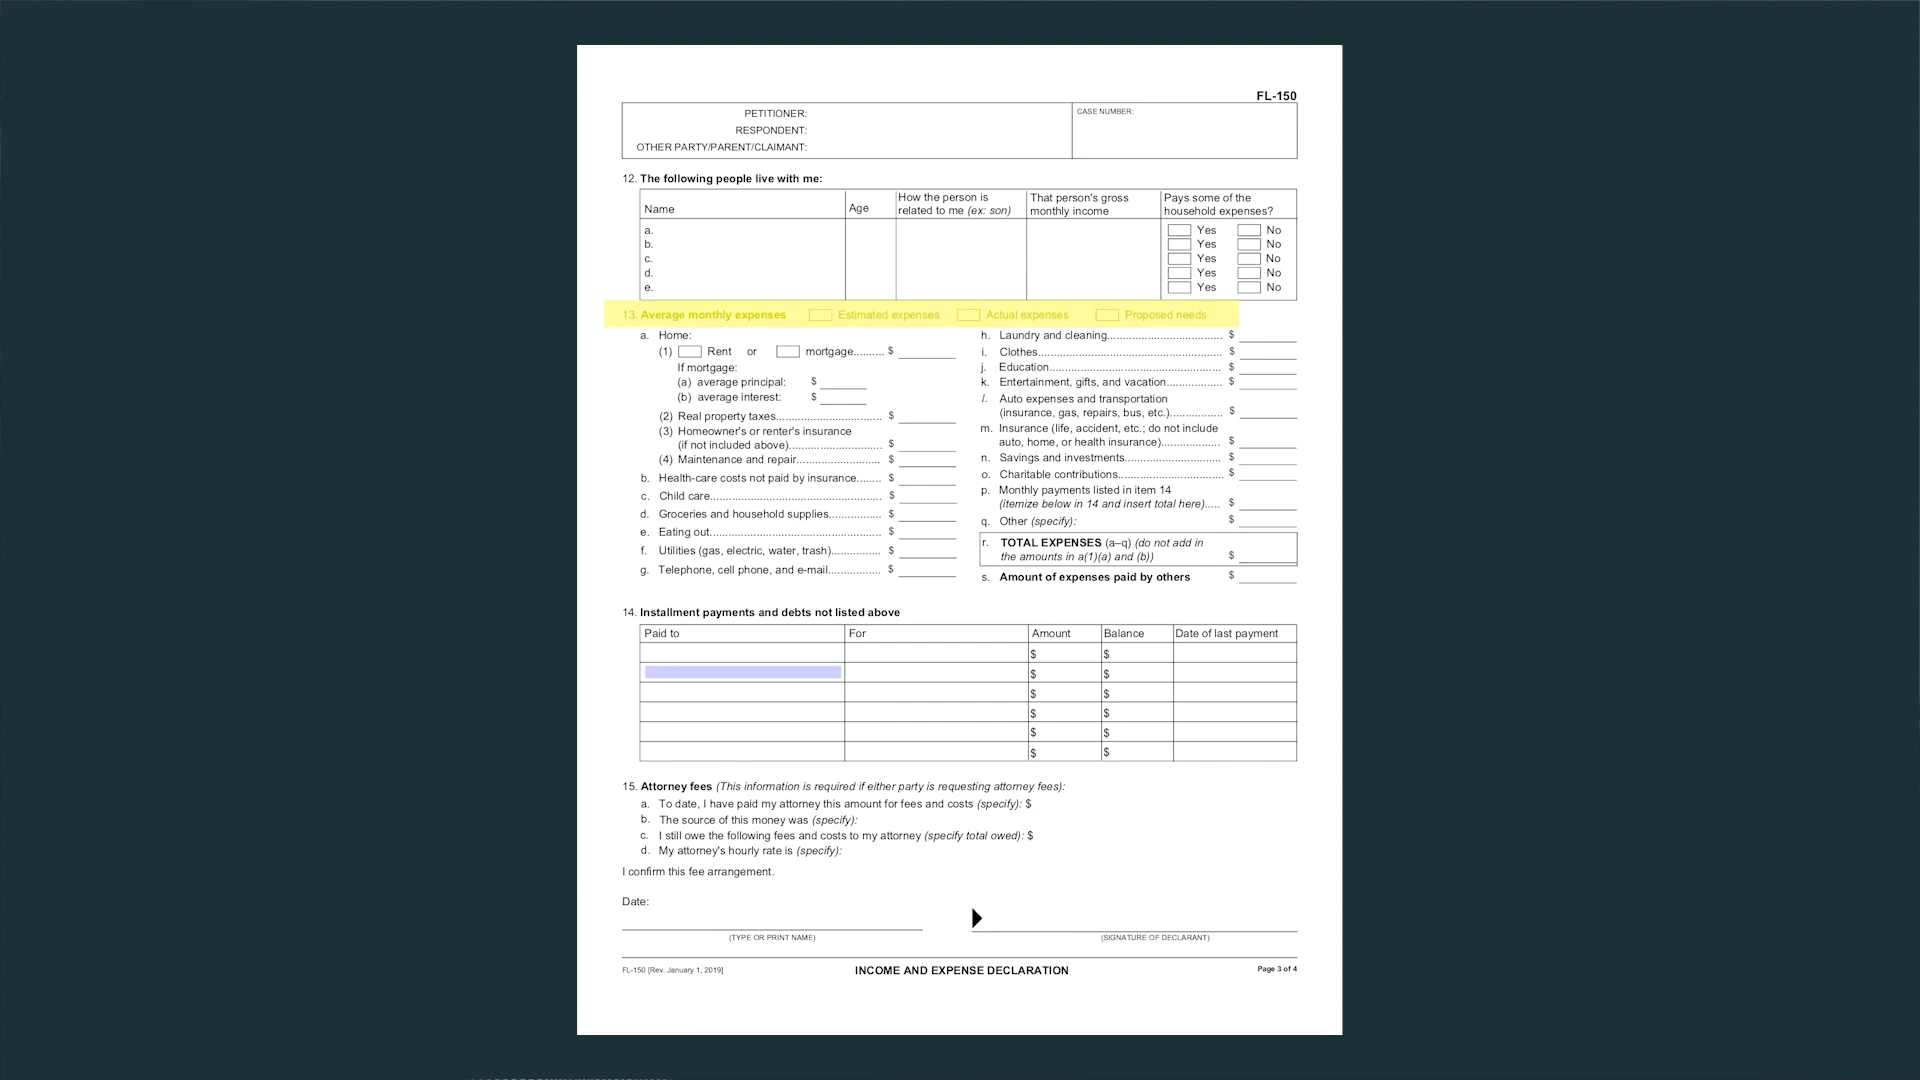 FL-150
PETITIONER:
RESPONDENT:
OTHER PARTY/PARENT/CLAIMANT:
CASE NUMBER:
12. The following people live with me:
Name Age How the person is related to me (ex: son) That person's gross monthly income Pays some of the household expenses?
a. Yes No
b. Yes No
c. Yes No
d. Yes No
e. Yes No
13. Average monthly expenses Estimated expenses Actual expenses Proposed needs
a. Home:
(1) Rent or mortgage.......... $
If mortgage:
(a) average principal: $
(b) average interest: $
(2) Real property taxes............................... $
(3) Homeowner's or renter's insurance
(if not included above)........................... $
(4) Maintenance and repair......................... $
b. Health-care costs not paid by insurance....... $
c. Child care.................................................. $
d. Groceries and household supplies................ $
e. Eating out.................................................. $
f. Utilities (gas, electric, water, trash)............... $
g. Telephone, cell phone, and e-mail................ $
h. Laundry and cleaning.................................. $
i. Clothes...................................................... $
j. Education.................................................. $
k. Entertainment, gifts, and vacation................. $
l. Auto expenses and transportation
(insurance, gas, repairs, bus, etc.)................ $
m. Insurance (life, accident, etc.; do not include
auto, home, or health insurance).................. $
n. Savings and investments............................ $
o. Charitable contributions............................... $
p. Monthly payments listed in item 14
(itemize below in 14 and insert total here)..... $
q. Other (specify): $
r. TOTAL EXPENSES (a–q) (do not add in
the amounts in a(1)(a) and (b)) $
s. Amount of expenses paid by others $
14. Installment payments and debts not listed above
Paid to For Amount Balance Date of last payment
$ $
$ $
$ $
$ $
$ $
$ $
15. Attorney fees (This information is required if either party is requesting attorney fees):
a. To date, I have paid my attorney this amount for fees and costs (specify): $
b. The source of this money was (specify):
c. I still owe the following fees and costs to my attorney (specify total owed): $
d. My attorney's hourly rate is (specify):
I confirm this fee arrangement.
Date:
(TYPE OR PRINT NAME) (SIGNATURE OF DECLARANT)
FL-150 [Rev. January 1, 2019] INCOME AND EXPENSE DECLARATION Page 3 of 4